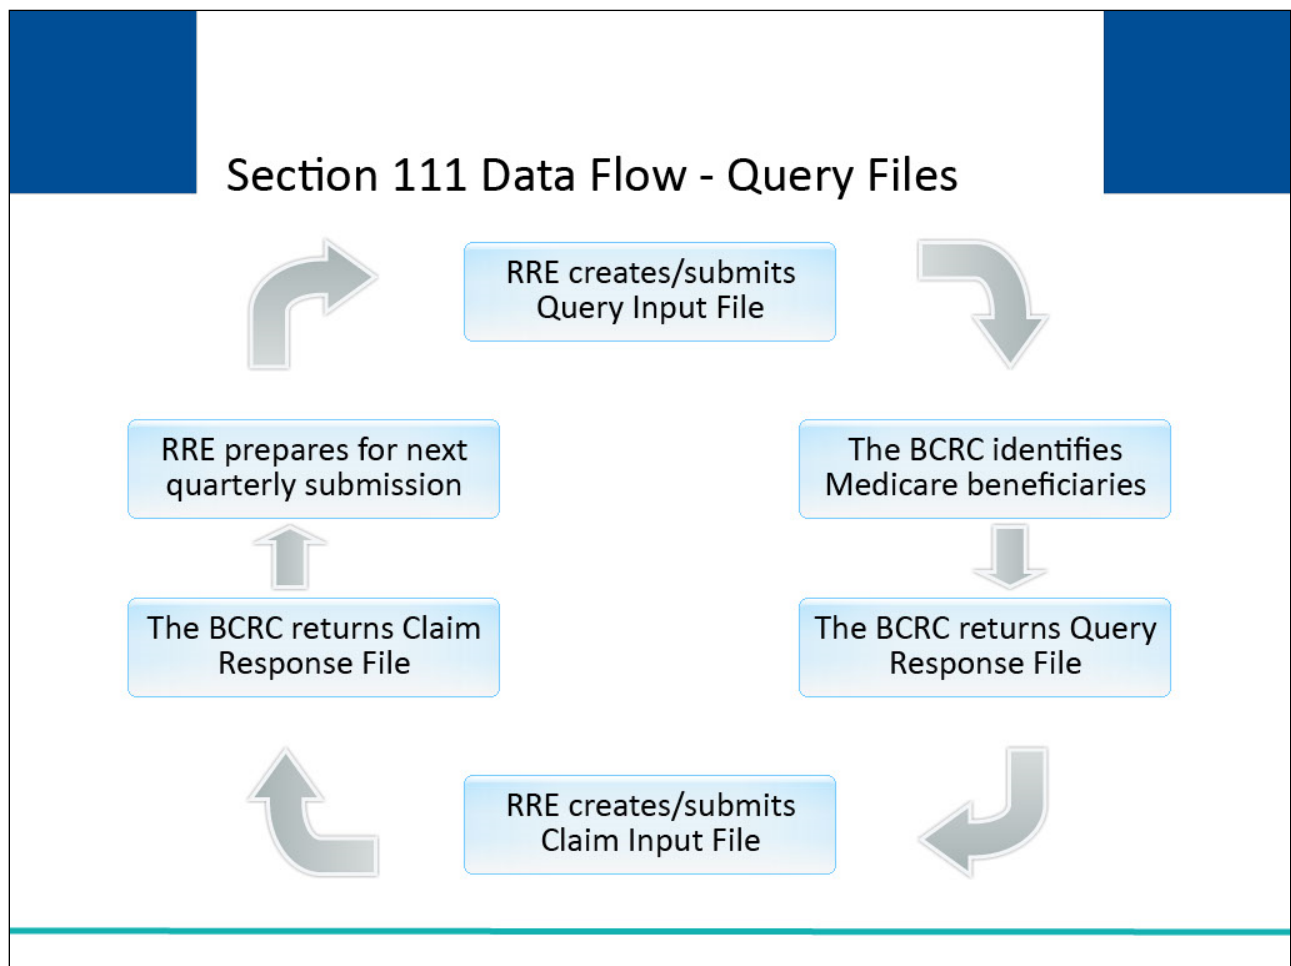 Section 111 Data Flow - Query Files
RRE creates/submits
Query Input File
The BCRC identifies
Medicare beneficiaries
The BCRC returns Query
Response File
RRE creates/submits
Claim Input File
The BCRC returns Claim
Response File
RRE prepares for next
quarterly submission